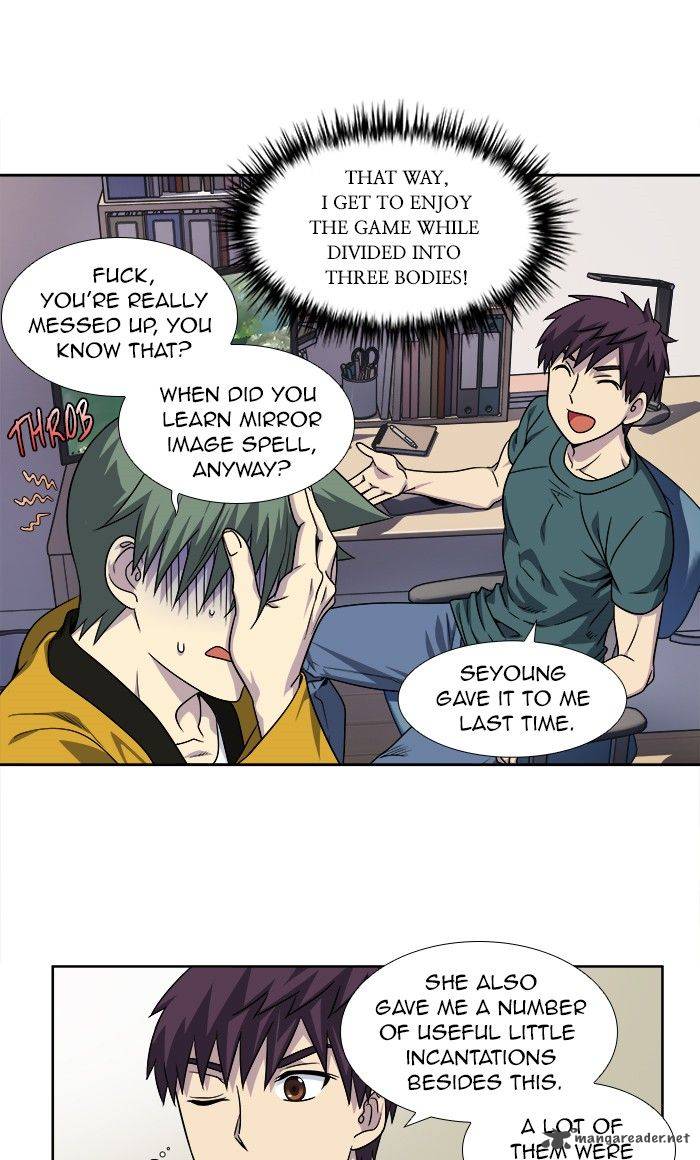 THAT WAY,
I GET TO ENJOY
THE GAME WHILE
DIVIDED INTO
THREE BODIES!
FUCK,
YOU'RE REALLY
MESSED UP, YOU
KNOW THAT?
WHEN DID YOU
LEARN MIRROR
IMAGE SPELL,
ANYWAY?
THROB
SEYOUNG
GAVE IT TO ME
LAST TIME.
SHE ALSO
GAVE ME A NUMBER
OF USEFUL LITTLE
INCANTATIONS
BESIDES THIS.
A LOT OF
THEM WERE
mangareader.net